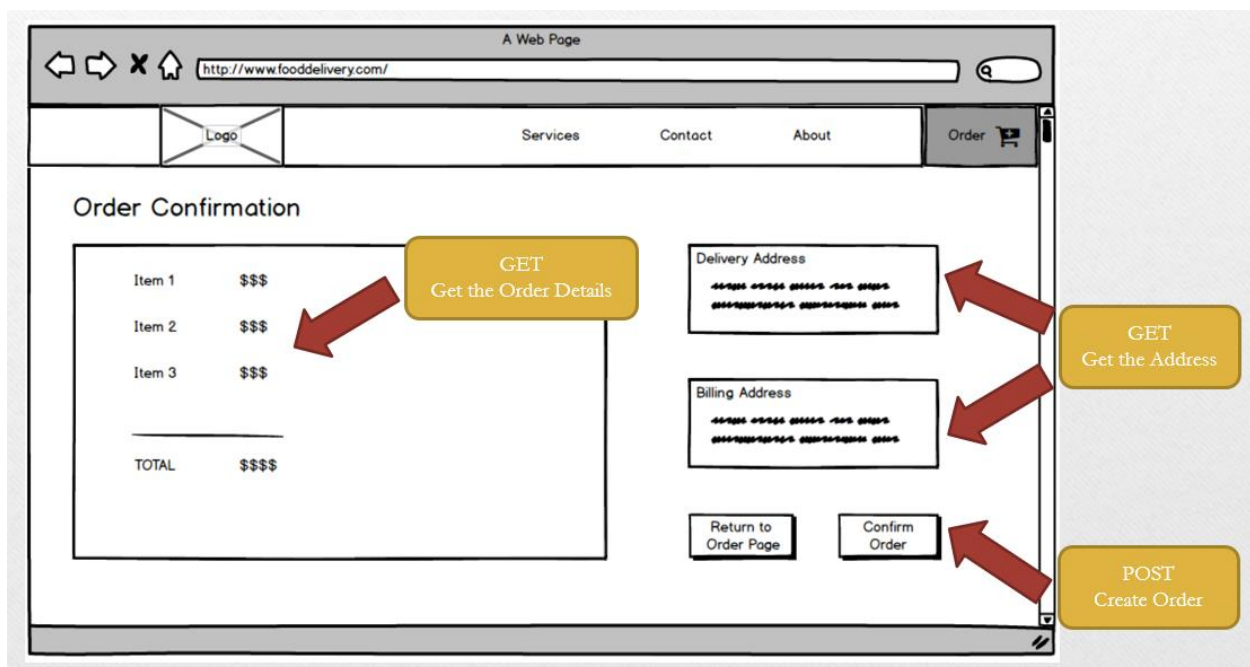 A Web Page
http://www.fooddelivery.com/
Logo
Services
Contact
About
Order
Order Confirmation
Item 1 $$$
Item 2 $$$
Item 3 $$$
TOTAL $$$$
GET
Get the Order Details
Delivery Address
GET
Get the Address
Billing Address
Return to
Order Page
Confirm
Order
POST
Create Order